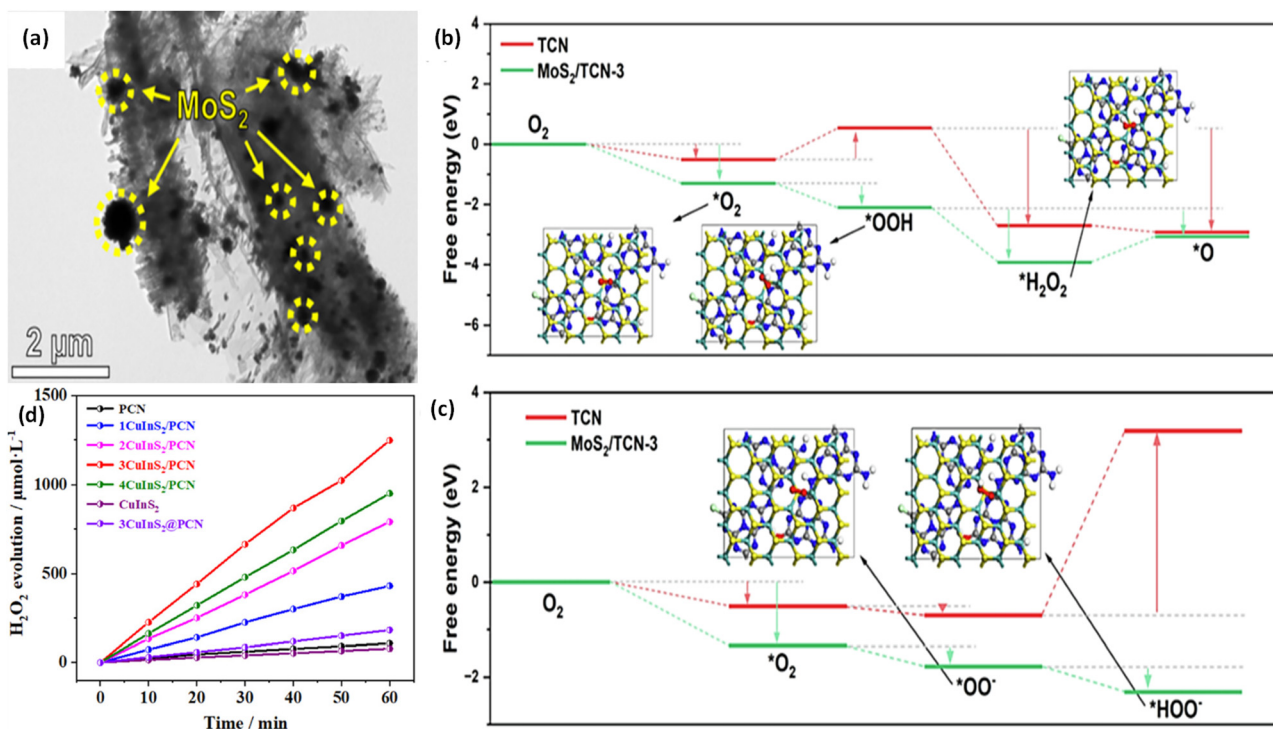 (a)
MoS2
2 μm
(b)
4
2
0
−2
−4
−6
Free energy (eV)
TCN
MoS2/TCN-3
O2
*O2
*OOH
*H2O2
*O
(d)
1500
1000
500
0
H2O2 evolution / μmol·L-1
PCN
1CuInS2/PCN
2CuInS2/PCN
3CuInS2/PCN
4CuInS2/PCN
CuInS2
3CuInS2@PCN
0 10 20 30 40 50 60
Time / min
(c)
4
2
0
−2
Free energy (eV)
TCN
MoS2/TCN-3
O2
*O2
*OO-
*HOO-